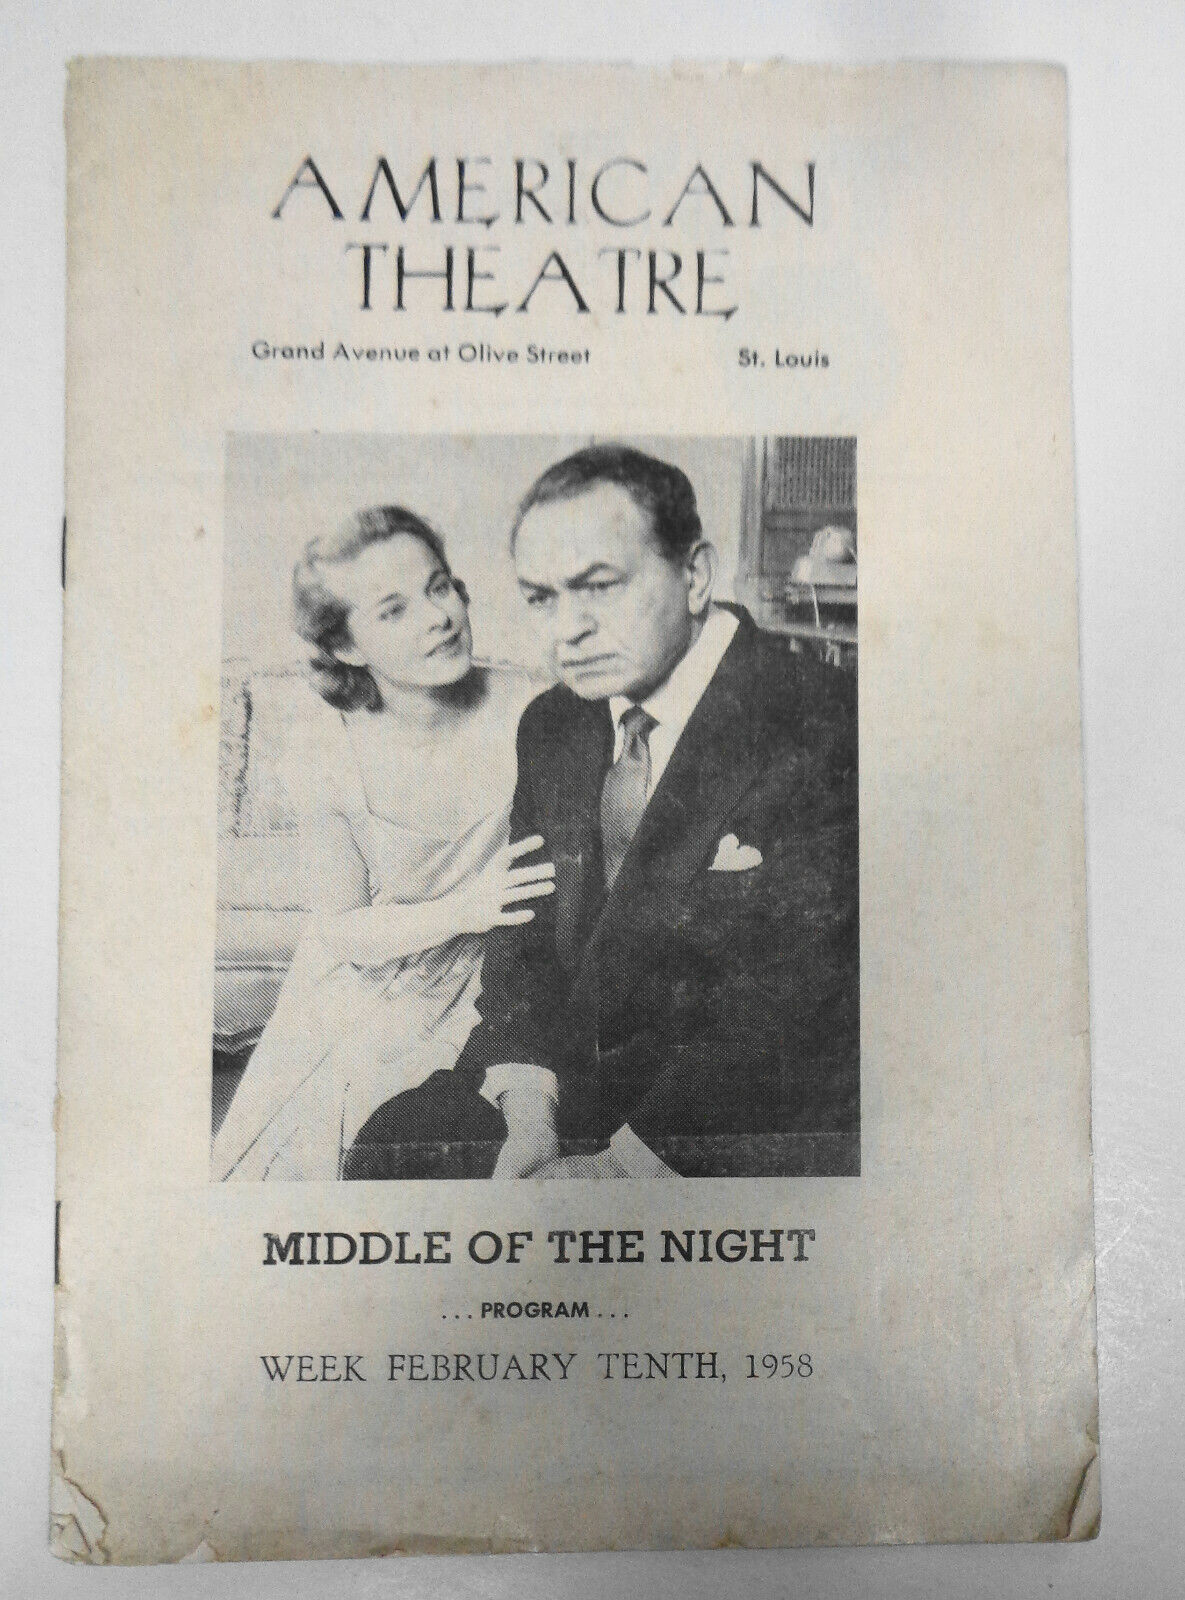 AMERICAN
THEATRE
Grand Avenue at Olive Street St. Louis
MIDDLE OF THE NIGHT
...PROGRAM...
WEEK FEBRUARY TENTH, 1958